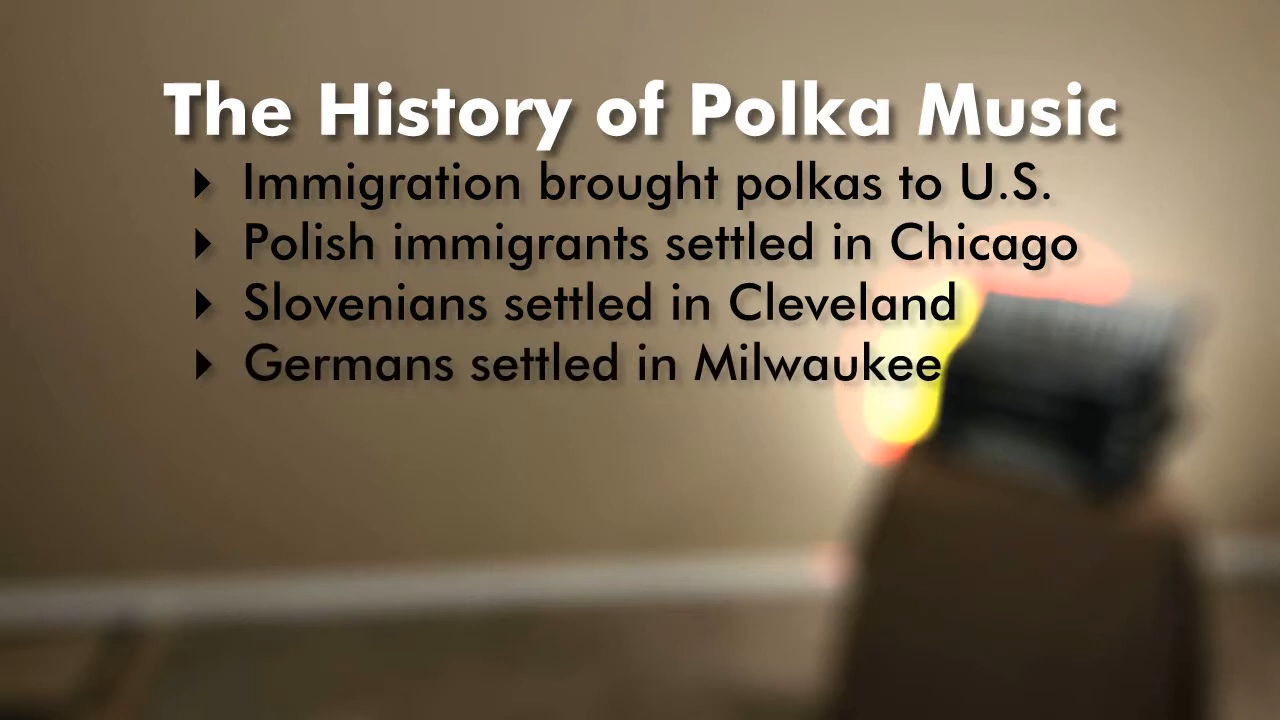 The History of Polka Music
Immigration brought polkas to U.S.
Polish immigrants settled in Chicago
Slovenians settled in Cleveland
Germans settled in Milwaukee